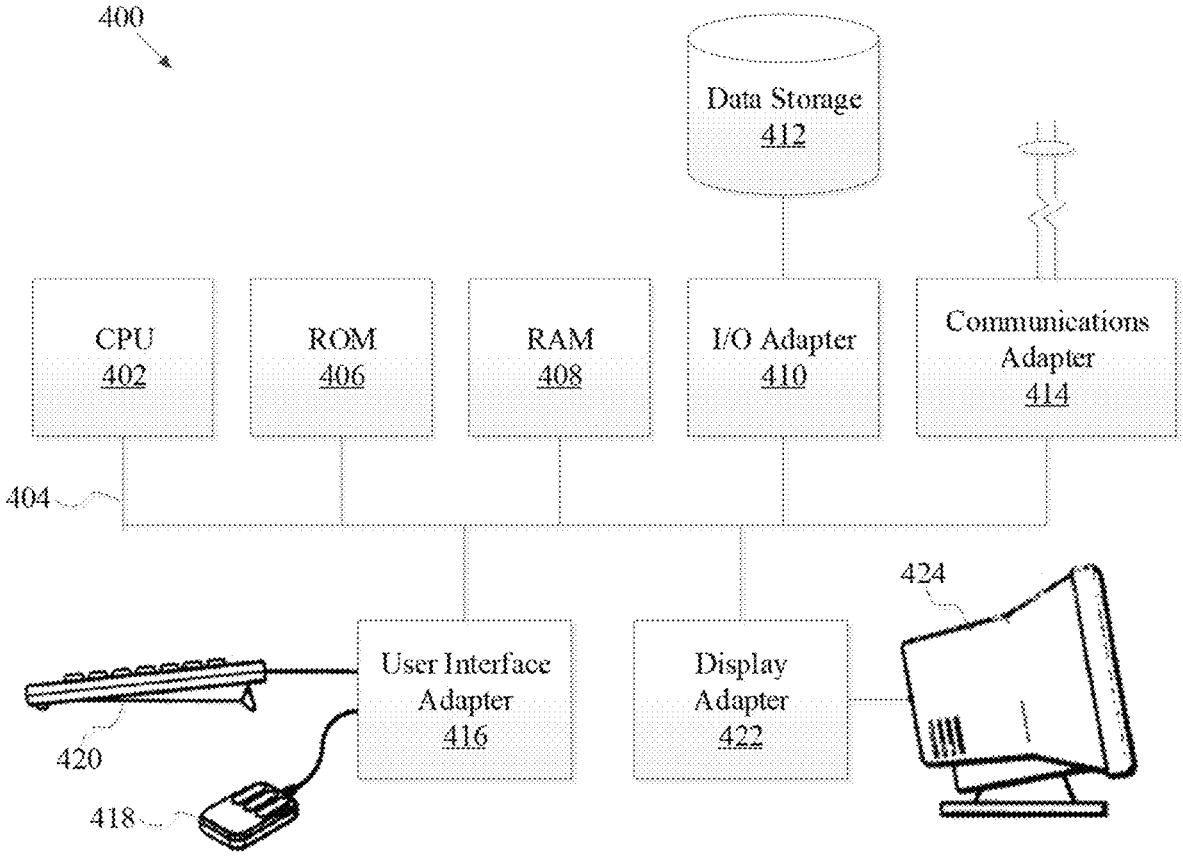 400
Data Storage
412
CPU
402
ROM
406
RAM
408
I/O Adapter
410
Communications
Adapter
414
404
User Interface
Adapter
416
Display
Adapter
422
424
420
418